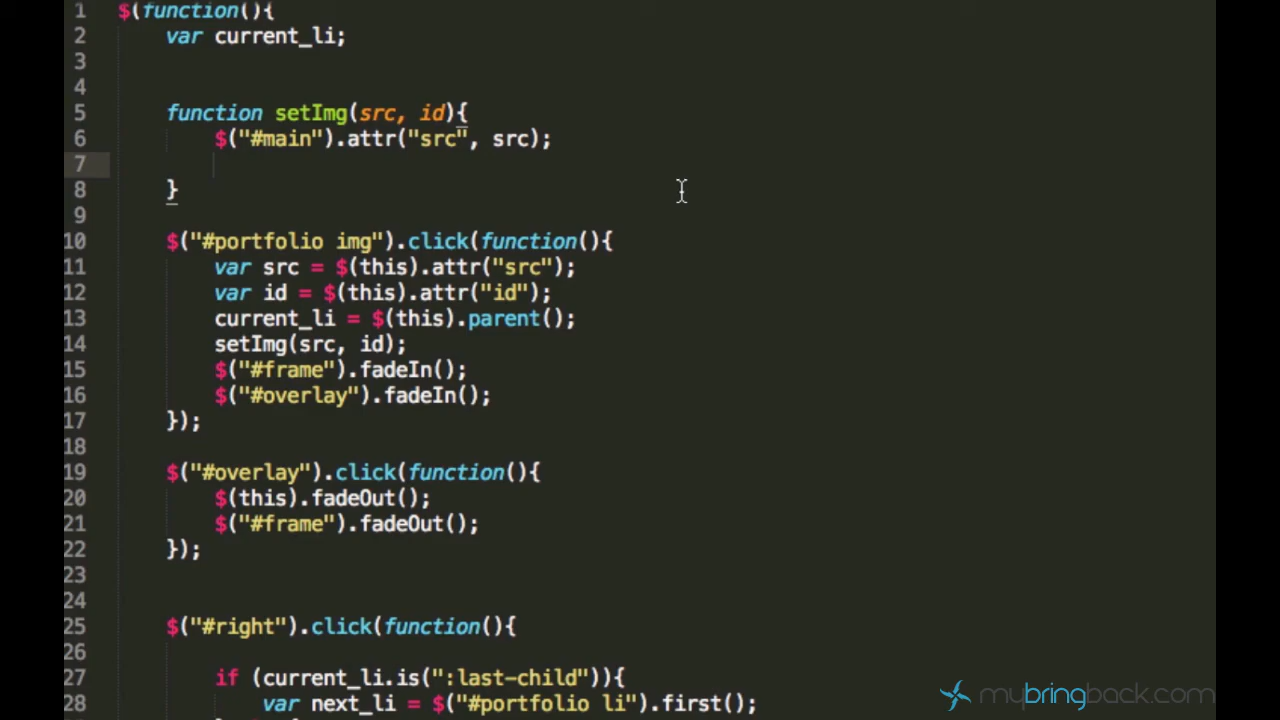 1 $(function(){
2 var current_li;
3
4
5 function setImg(src, id){
6 $("#main").attr("src", src);
7
8 }
9
10 $("#portfolio img").click(function(){
11 var src = $(this).attr("src");
12 var id = $(this).attr("id");
13 current_li = $(this).parent();
14 setImg(src, id);
15 $("#frame").fadeIn();
16 $("#overlay").fadeIn();
17 });
18
19 $("#overlay").click(function(){
20 $(this).fadeOut();
21 $("#frame").fadeOut();
22 });
23
24
25 $("#right").click(function(){
26
27 if (current_li.is(":last-child")){
28 var next_li = $("#portfolio li").first();
mybringback.com